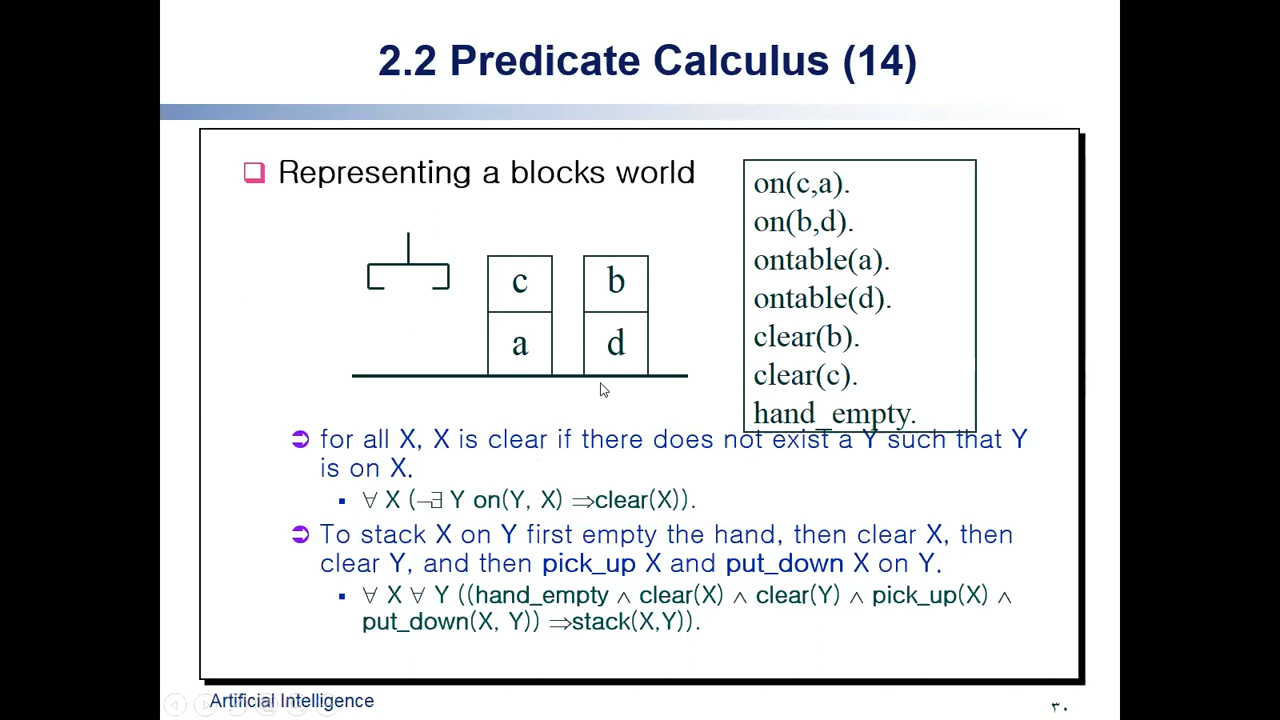 2.2 Predicate Calculus (14)
Representing a blocks world
c
b
a
d
on(c,a).
on(b,d).
ontable(a).
ontable(d).
clear(b).
clear(c).
hand_empty.
for all X, X is clear if there does not exist a Y such that Y
is on X.
∀ X (¬∃ Y on(Y, X) ⇒clear(X)).
To stack X on Y first empty the hand, then clear X, then
clear Y, and then pick_up X and put_down X on Y.
∀ X ∀ Y ((hand_empty ∧ clear(X) ∧ clear(Y) ∧ pick_up(X) ∧
put_down(X, Y)) ⇒stack(X,Y)).
Artificial Intelligence
٣٠